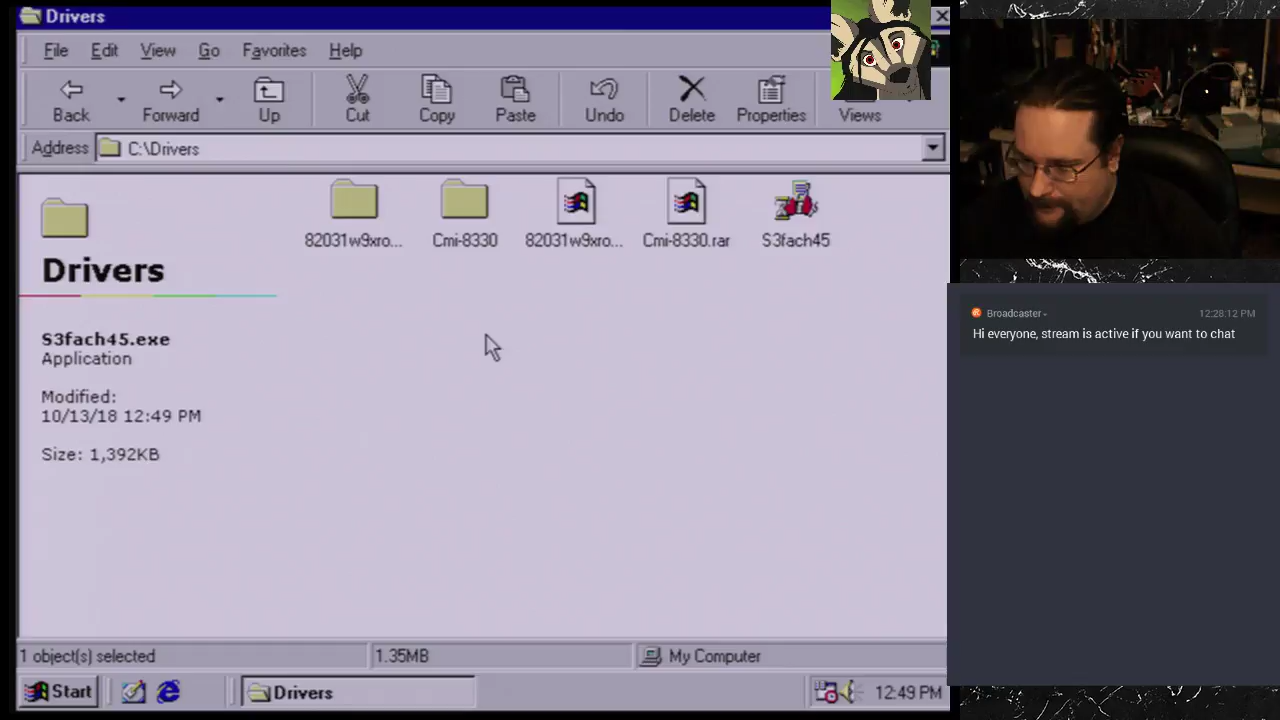 Drivers
File Edit View Go Favorites Help
Back Forward Up Cut Copy Paste Undo Delete Properties Views
Address C:\Drivers
82031w9xro... Cmi-8330 82031w9xro... Cmi-8330.rar S3fach45
Drivers
S3fach45.exe
Application
Modified:
10/13/18 12:49 PM
Size: 1,392KB
1 object(s) selected 1.35MB My Computer
Start Drivers 12:49 PM
Broadcaster 12:28:12 PM
Hi everyone, stream is active if you want to chat